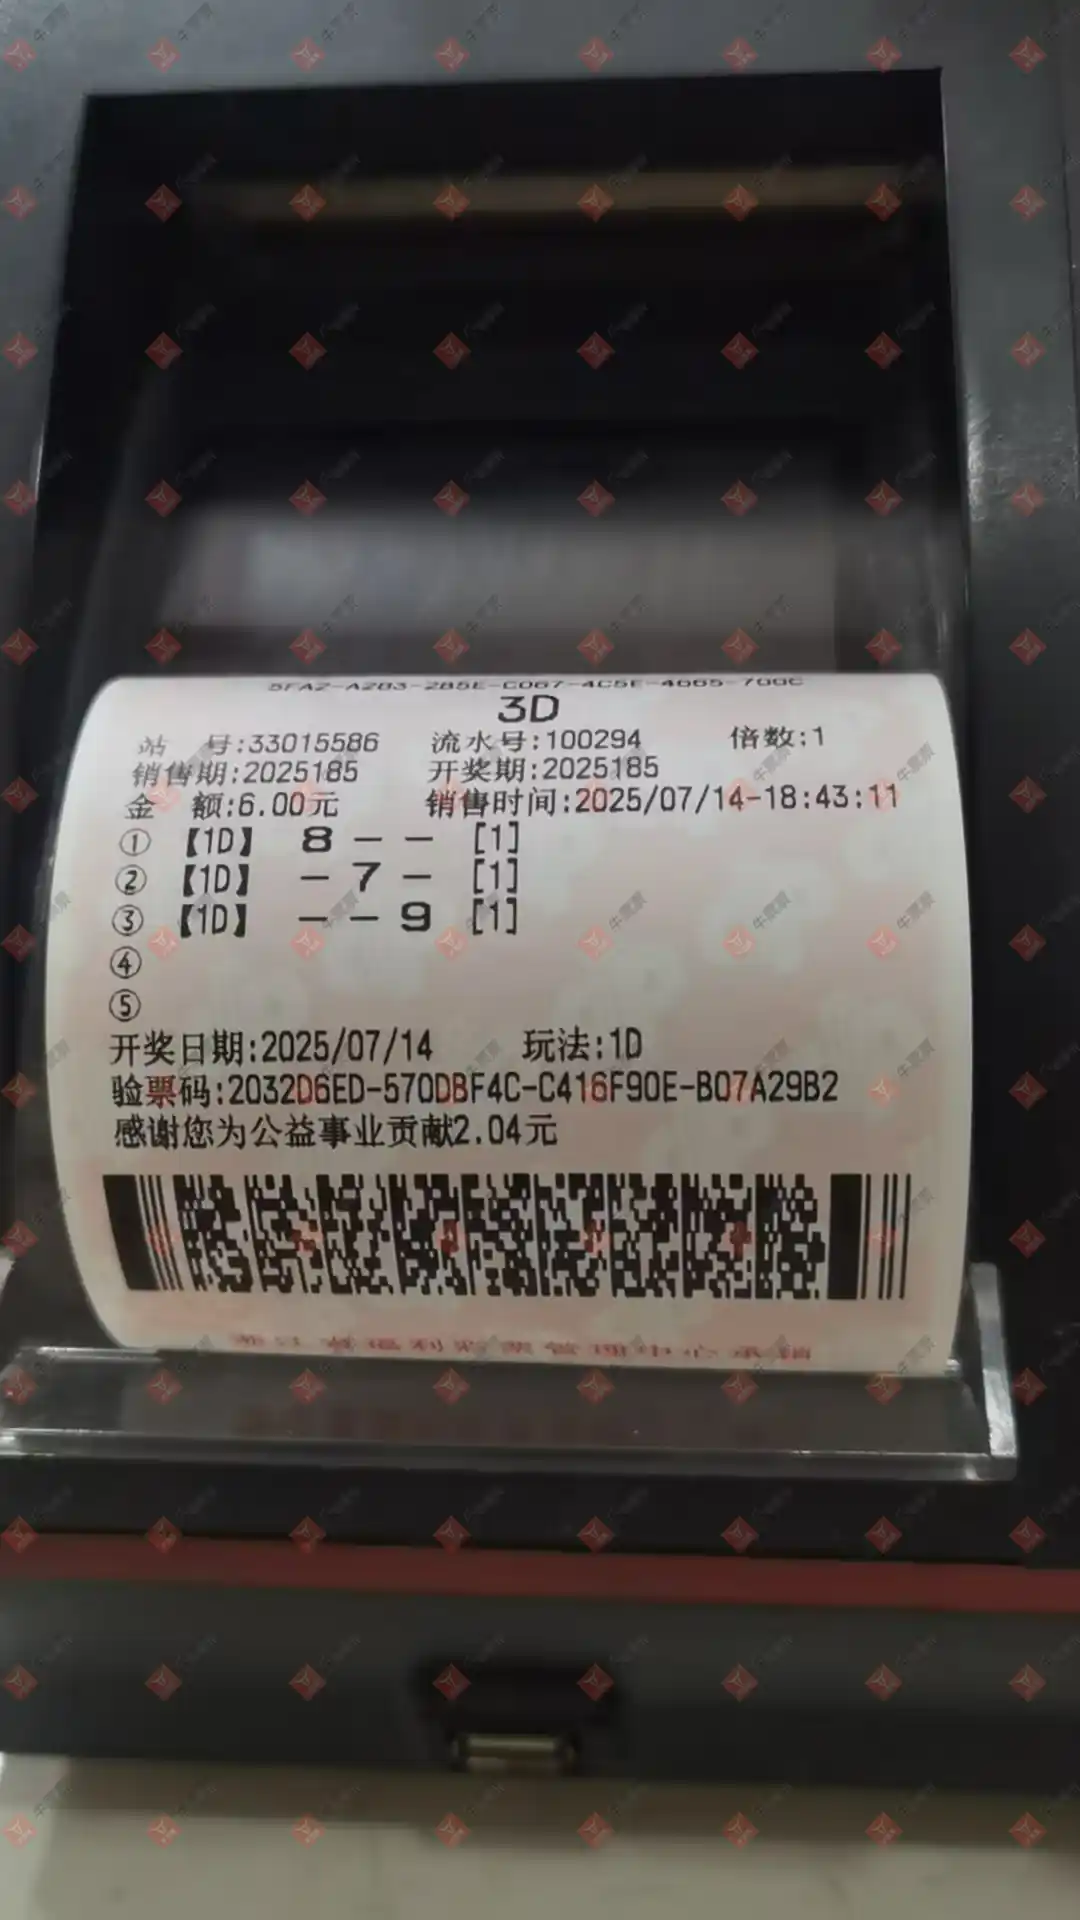 3D
站 号:33015586 流水号:100294 倍数:1
销售期:2025185 开奖期:2025185
金 额:6.00元 销售时间:2025/07/14-18:43:11
① 【1D】 8 - - [1]
② 【1D】 - 7 - [1]
③ 【1D】 - - 9 [1]
④
⑤
开奖日期:2025/07/14 玩法:1D
验票码:2032D6ED-570DBF4C-C416F90E-B07A29B2
感谢您为公益事业贡献2.04元